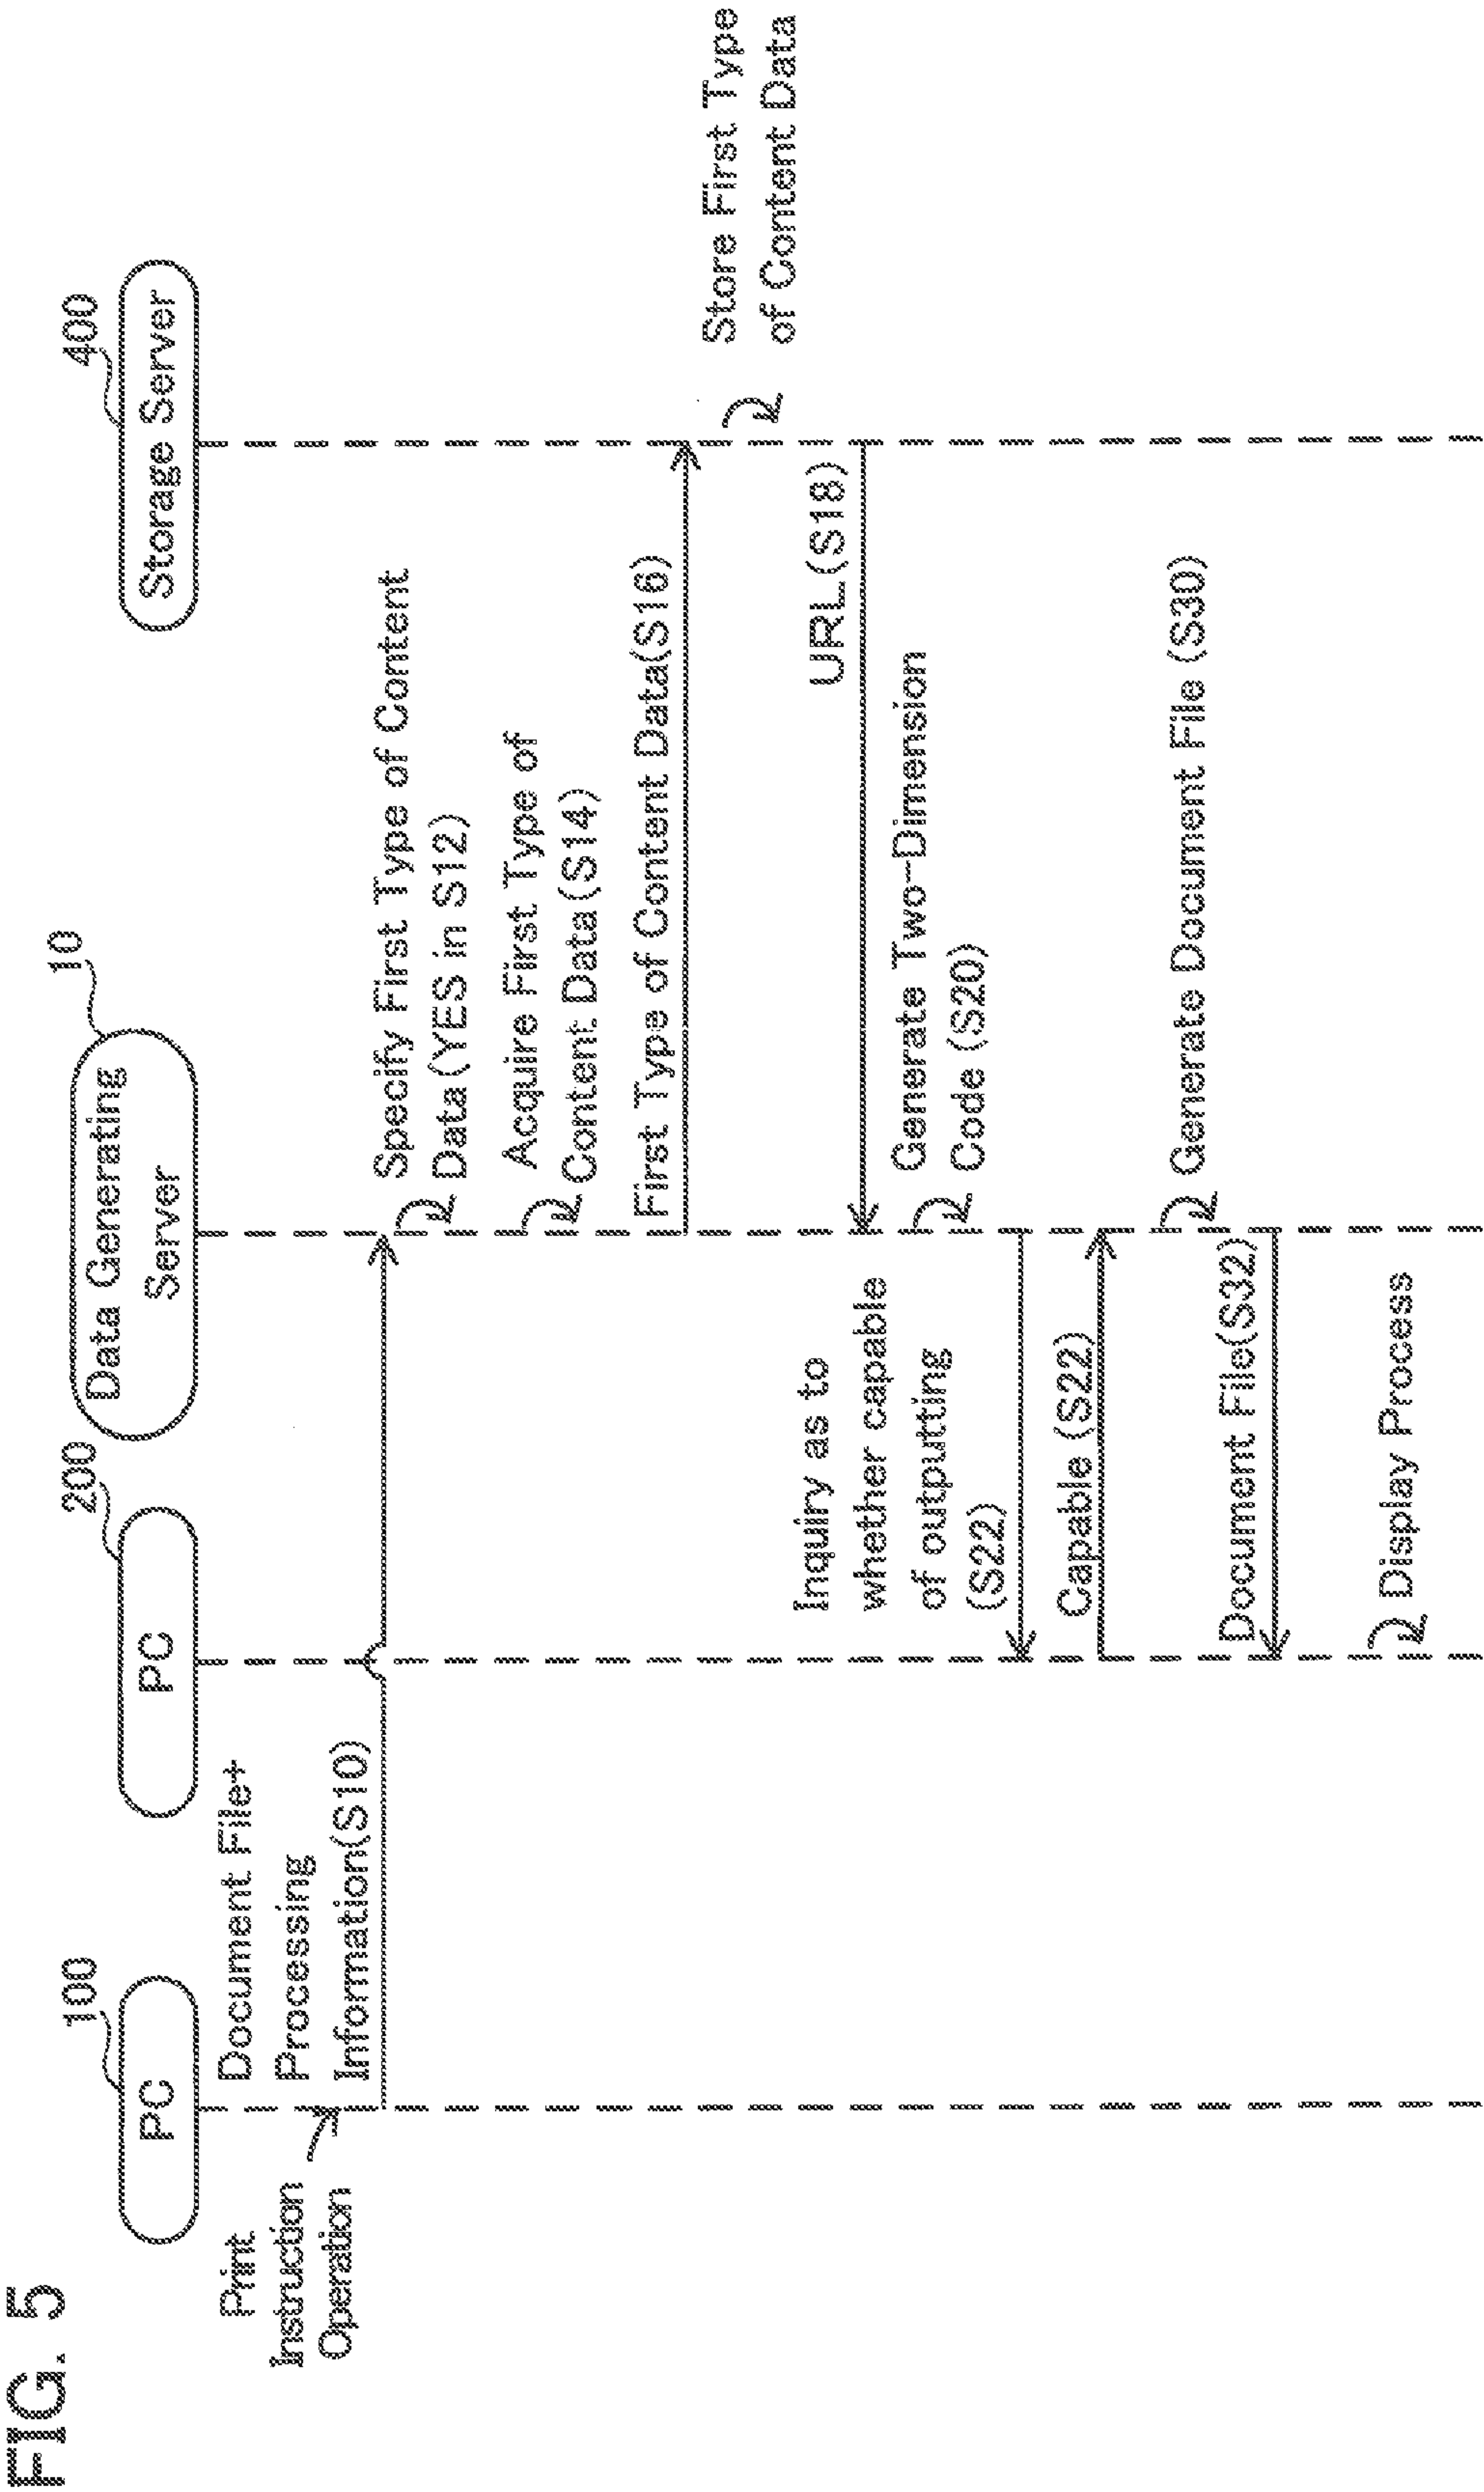 FIG. 5
100
PC
200
PC
10
Data Generating
Server
400
Storage Server
Print
Instruction
Operation
Document File+
Processing
Information(S10)
Specify First Type of Content
Data(YES in S12)
Acquire First Type of
Content Data(S14)
First Type of Content Data(S16)
Store First Type
of Content Data
URL(S18)
Generate Two-Dimension
Code (S20)
Inquiry as to
whether capable
of outputting
(S22)
Capable (S22)
Generate Document File (S30)
Document File(S32)
Display Process